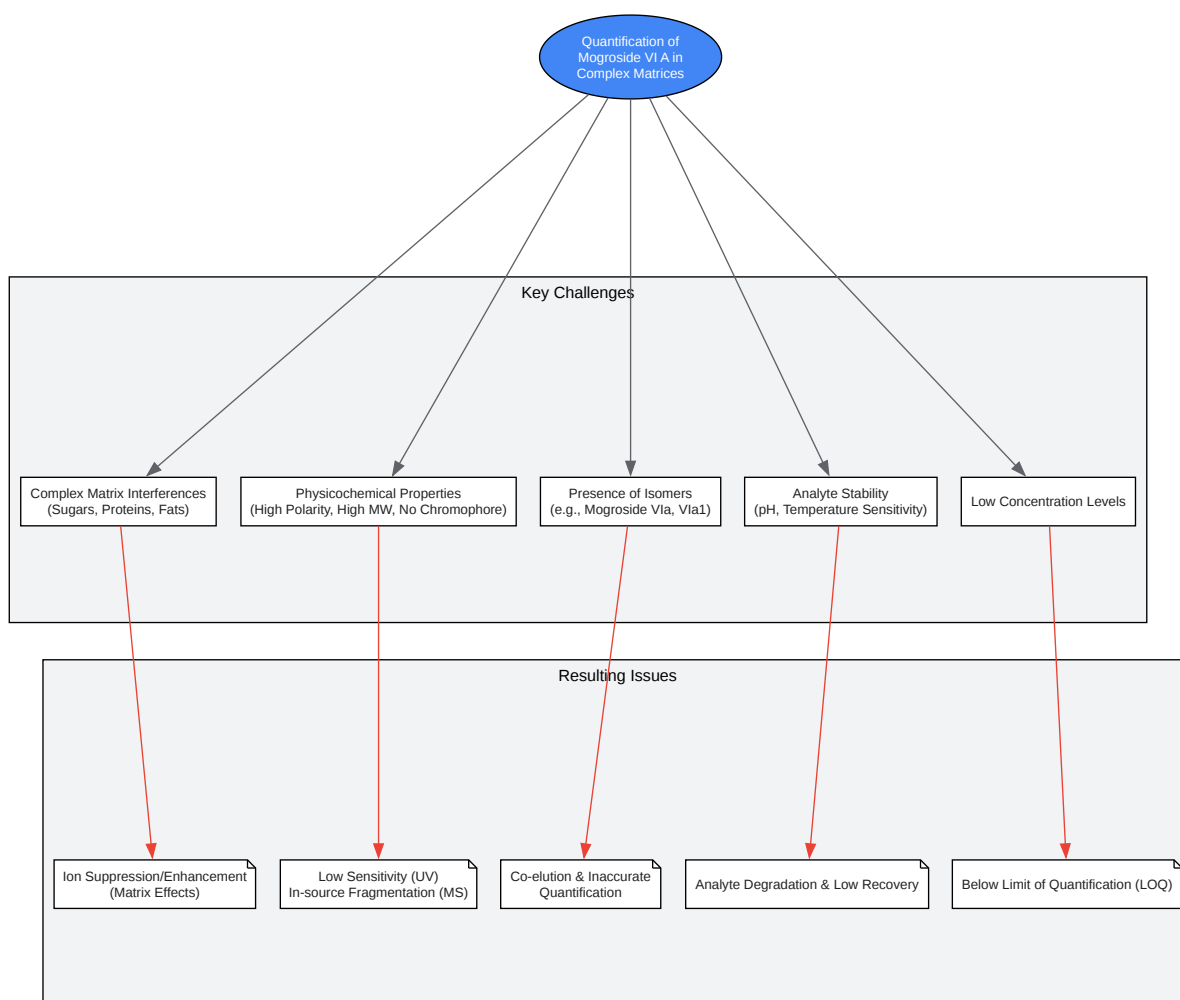 Quantification of
Mogroside VI A in
Complex Matrices
Key Challenges
Complex Matrix Interferences
(Sugars, Proteins, Fats)
Physicochemical Properties
(High Polarity, High MW, No Chromophore)
Presence of Isomers
(e.g., Mogroside VIa, VIa1)
Analyte Stability
(pH, Temperature Sensitivity)
Low Concentration Levels
Resulting Issues
Ion Suppression/Enhancement
(Matrix Effects)
Low Sensitivity (UV)
In-source Fragmentation (MS)
Co-elution & Inaccurate
Quantification
Analyte Degradation & Low Recovery
Below Limit of Quantification (LOQ)